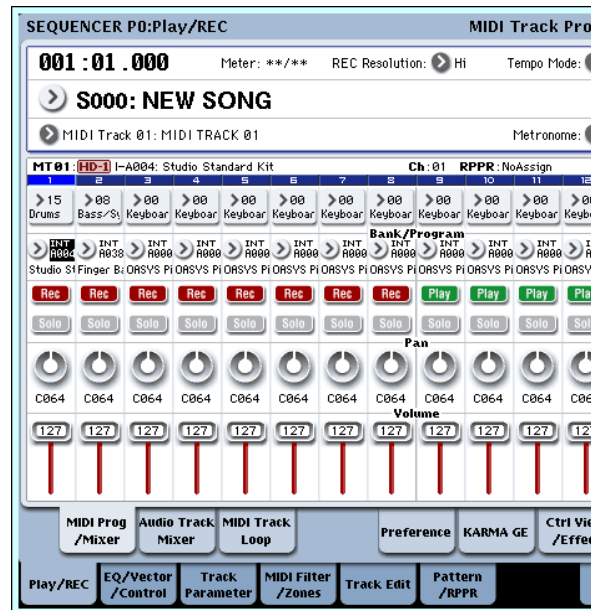 SEQUENCER P0:Play/REC MIDI Track Pro
001:01.000 Meter: **/** REC Resolution: Hi Tempo Mode:
S000: NEW SONG
MIDI Track 01: MIDI TRACK 01 Metronome:
MT01: HD-1 I-A004: Studio Standard Kit Ch:01 RPPR:NoAssign
1 2 3 4 5 6 7 8 9 10 11 12
15 08 00 00 00 00 00 00 00 00 00
Drums Bass/Sy Keyboar Keyboar Keyboar Keyboar Keyboar Keyboar Keyboar Keyboar Keyboar
Bank/Program
INT INT INT INT INT INT INT INT INT INT INT
A004 A038 A000 A000 A000 A000 A000 A000 A000 A000 A000
Studio St Finger Ba OASYS Pi OASYS Pi OASYS Pi OASYS Pi OASYS Pi OASYS Pi OASYS Pi OASYS Pi OASYS Pi
Rec Rec Rec Rec Rec Rec Rec Rec Play Play Play Pla
Solo Solo Solo Solo Solo Solo Solo Solo Solo Solo Solo
Pan
C064 C064 C064 C064 C064 C064 C064 C064 C064 C064 C064
Volume
127 127 127 127 127 127 127 127 127 127 127
MIDI Prog Audio Track MIDI Track Ctrl Vie
/Mixer Mixer Loop Preference KARMA GE /Effec
EQ/Vector Track MIDI Filter Pattern
Play/REC /Control Parameter /Zones Track Edit /RPPR